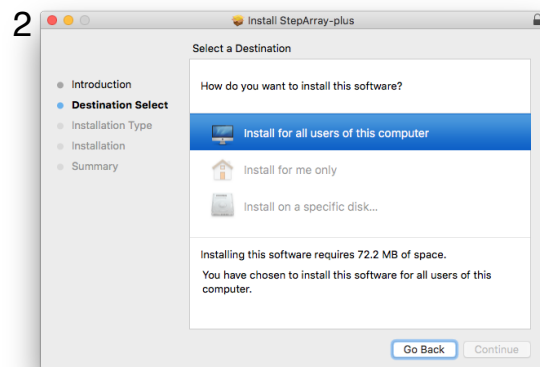 2
Install StepArray-plus
Select a Destination
Introduction
Destination Select
Installation Type
Installation
Summary
How do you want to install this software?
Install for all users of this computer
Install for me only
Install on a specific disk...
Installing this software requires 72.2 MB of space.
You have chosen to install this software for all users of this
computer.
Go Back
Continue